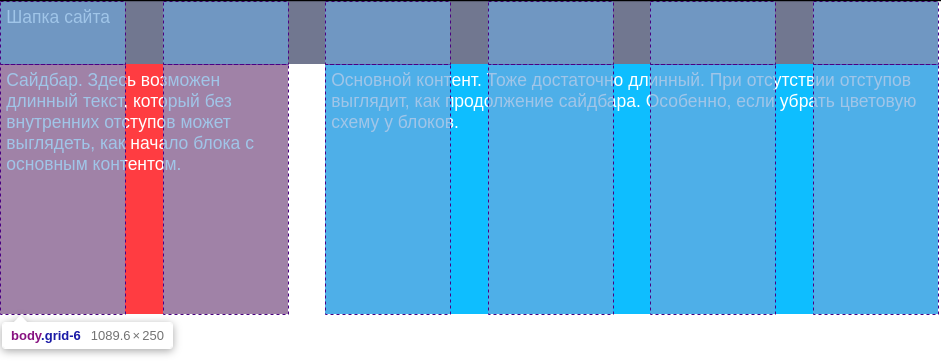 Шапка сайта
Сайдбар. Здесь возможен
длинный текст, который без
внутренних отступов может
выглядеть, как начало блока с
основным контентом.
Основной контент. Тоже достаточно длинный. При отсутствии отступов
выглядит, как продолжение сайдбара. Особенно, если убрать цветовую
схему у блоков.
body.grid-6 1089.6 × 250